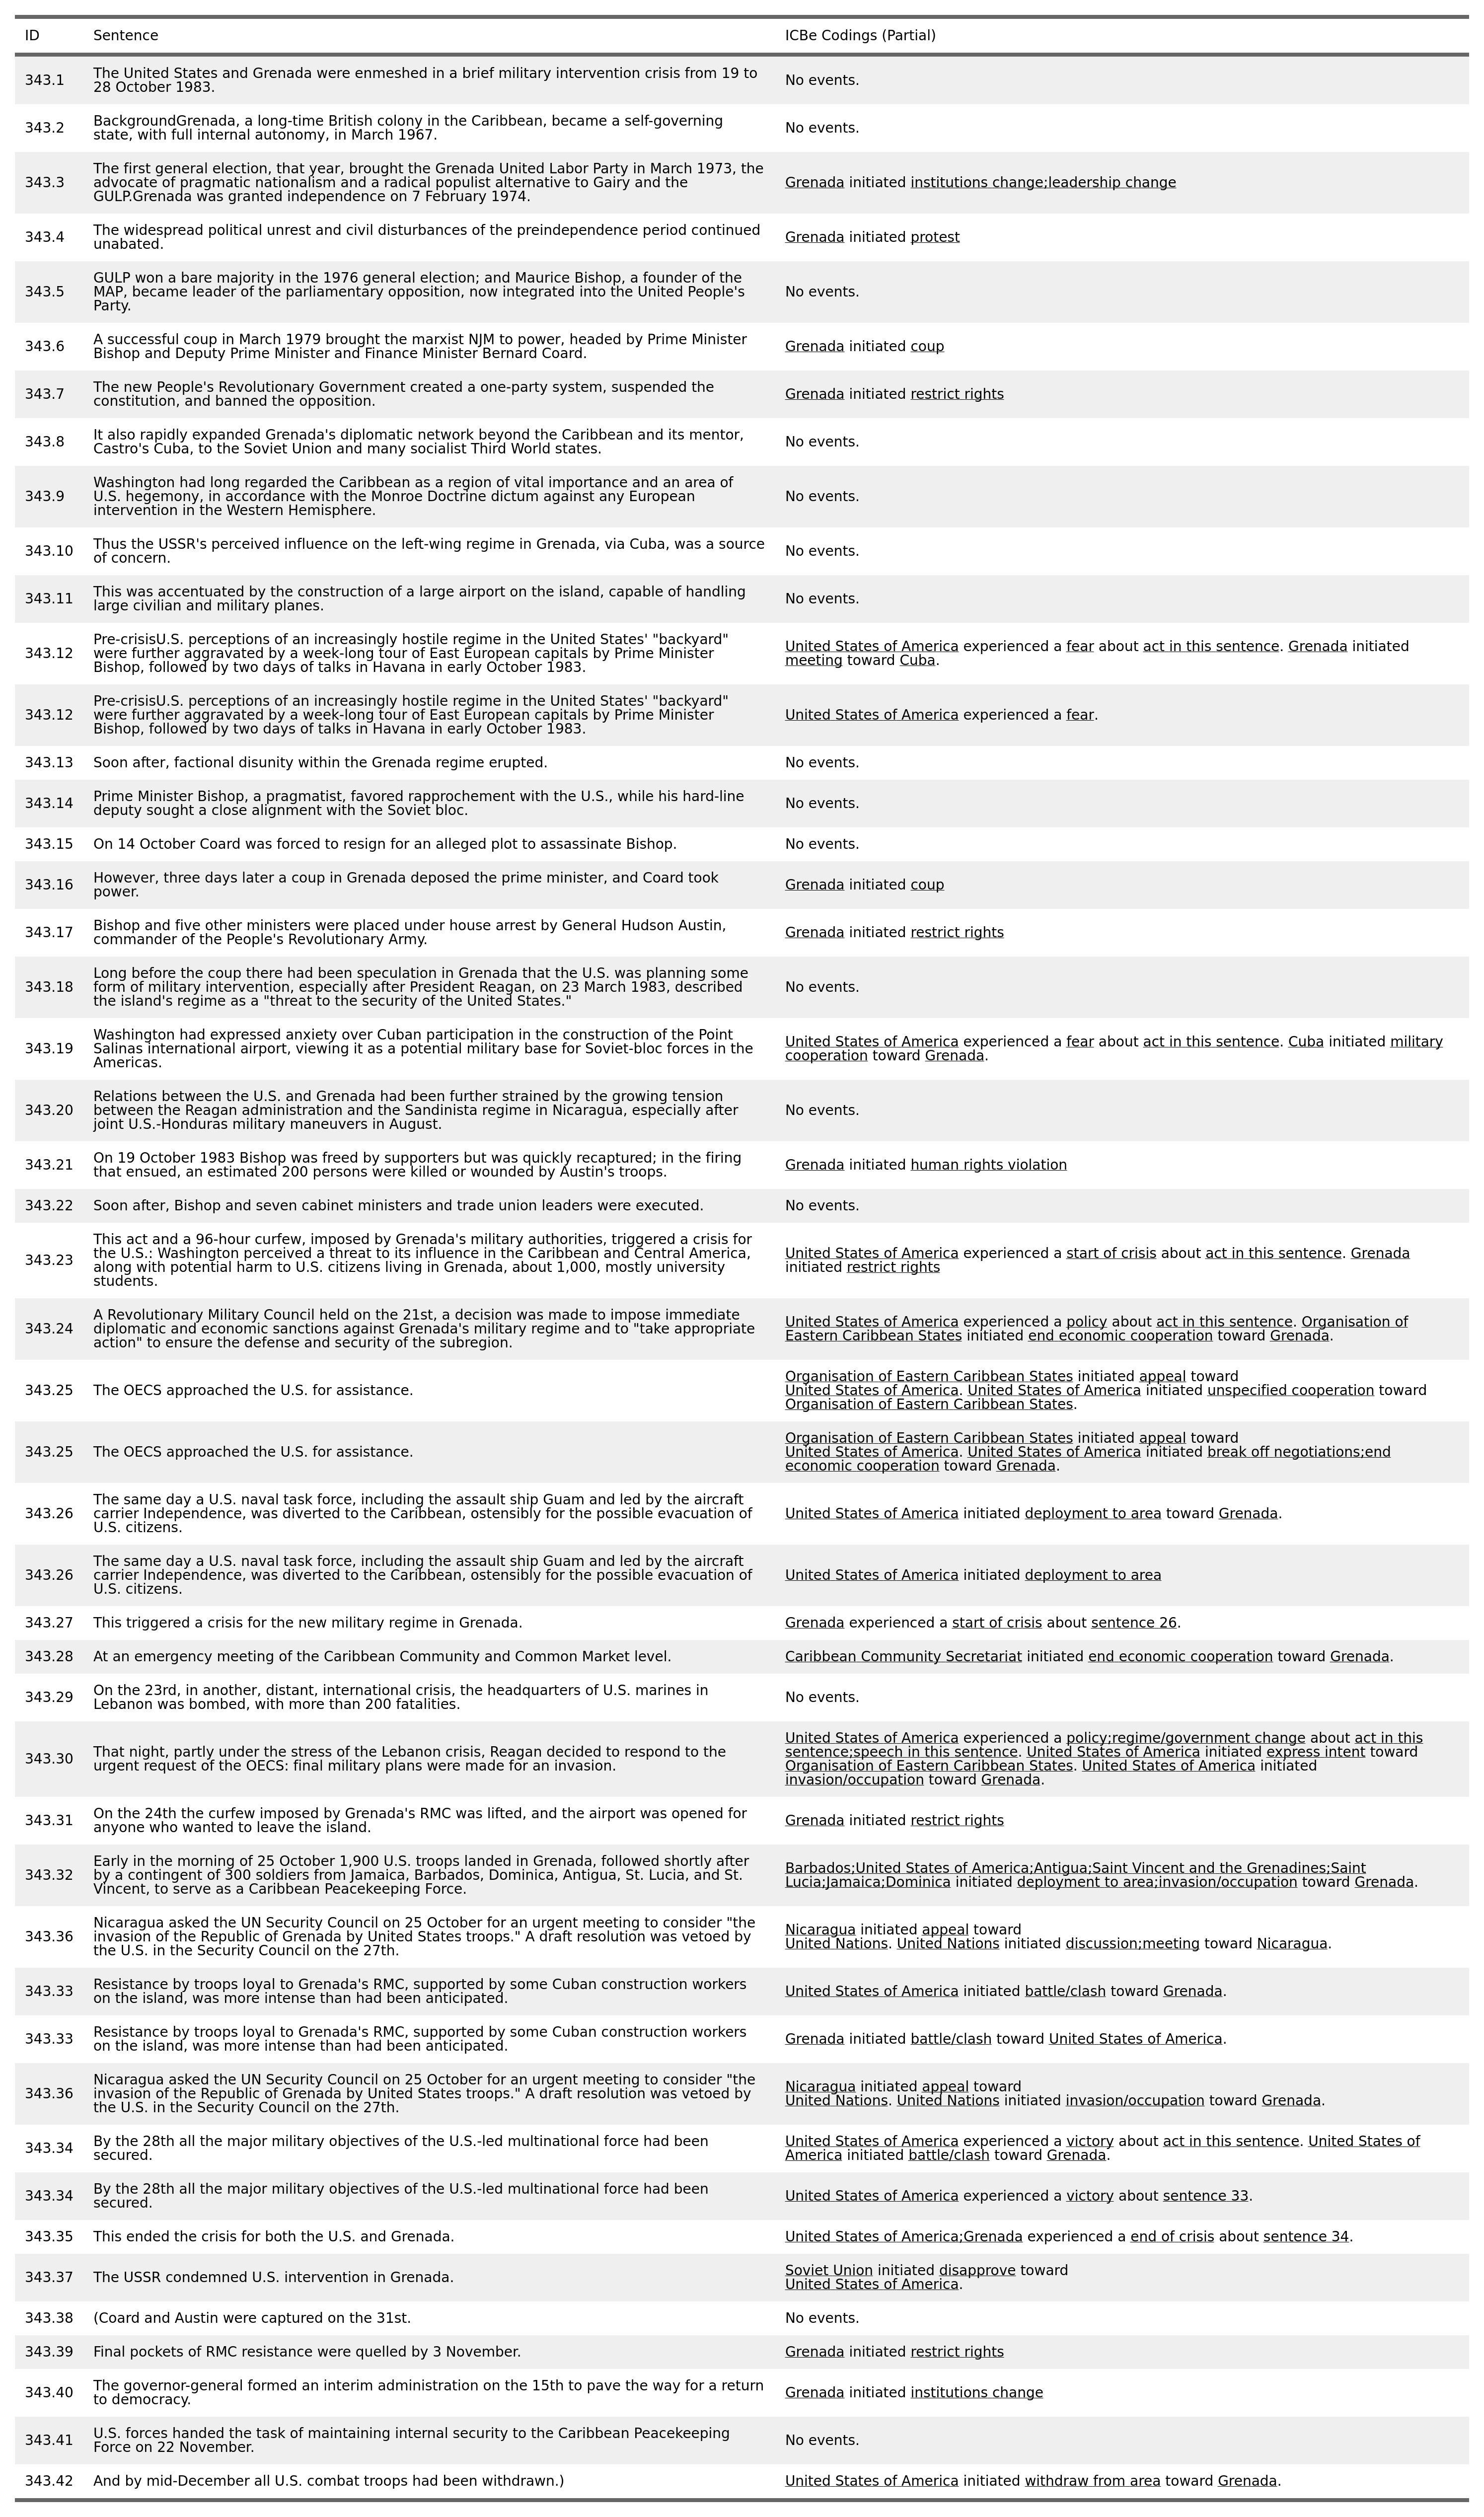 ID Sentence ICBe Codings (Partial)
343.1 The United States and Grenada were enmeshed in a brief military intervention crisis from 19 to
28 October 1983. No events.
343.2 BackgroundGrenada, a long-time British colony in the Caribbean, became a self-governing
state, with full internal autonomy, in March 1967. No events.
343.3 The first general election, that year, brought the Grenada United Labor Party in March 1973, the
advocate of pragmatic nationalism and a radical populist alternative to Gairy and the
GULP.Grenada was granted independence on 7 February 1974. Grenada initiated institutions change;leadership change
343.4 The widespread political unrest and civil disturbances of the preindependence period continued
unabated. Grenada initiated protest
343.5 GULP won a bare majority in the 1976 general election; and Maurice Bishop, a founder of the
MAP, became leader of the parliamentary opposition, now integrated into the United People's
Party. No events.
343.6 A successful coup in March 1979 brought the marxist NJM to power, headed by Prime Minister
Bishop and Deputy Prime Minister and Finance Minister Bernard Coard. Grenada initiated coup
343.7 The new People's Revolutionary Government created a one-party system, suspended the
constitution, and banned the opposition. Grenada initiated restrict rights
343.8 It also rapidly expanded Grenada's diplomatic network beyond the Caribbean and its mentor,
Castro's Cuba, to the Soviet Union and many socialist Third World states. No events.
343.9 Washington had long regarded the Caribbean as a region of vital importance and an area of
U.S. hegemony, in accordance with the Monroe Doctrine dictum against any European
intervention in the Western Hemisphere. No events.
343.10 Thus the USSR's perceived influence on the left-wing regime in Grenada, via Cuba, was a source
of concern. No events.
343.11 This was accentuated by the construction of a large airport on the island, capable of handling
large civilian and military planes. No events.
343.12 Pre-crisisU.S. perceptions of an increasingly hostile regime in the United States' "backyard"
were further aggravated by a week-long tour of East European capitals by Prime Minister
Bishop, followed by two days of talks in Havana in early October 1983. United States of America experienced a fear about act in this sentence. Grenada initiated
meeting toward Cuba.
343.12 Pre-crisisU.S. perceptions of an increasingly hostile regime in the United States' "backyard"
were further aggravated by a week-long tour of East European capitals by Prime Minister
Bishop, followed by two days of talks in Havana in early October 1983. United States of America experienced a fear.
343.13 Soon after, factional disunity within the Grenada regime erupted. No events.
343.14 Prime Minister Bishop, a pragmatist, favored rapprochement with the U.S., while his hard-line
deputy sought a close alignment with the Soviet bloc. No events.
343.15 On 14 October Coard was forced to resign for an alleged plot to assassinate Bishop. No events.
343.16 However, three days later a coup in Grenada deposed the prime minister, and Coard took
power. Grenada initiated coup
343.17 Bishop and five other ministers were placed under house arrest by General Hudson Austin,
commander of the People's Revolutionary Army. Grenada initiated restrict rights
343.18 Long before the coup there had been speculation in Grenada that the U.S. was planning some
form of military intervention, especially after President Reagan, on 23 March 1983, described
the island's regime as a "threat to the security of the United States." No events.
343.19 Washington had expressed anxiety over Cuban participation in the construction of the Point
Salinas international airport, viewing it as a potential military base for Soviet-bloc forces in the
Americas. United States of America experienced a fear about act in this sentence. Cuba initiated military
cooperation toward Grenada.
343.20 Relations between the U.S. and Grenada had been further strained by the growing tension
between the Reagan administration and the Sandinista regime in Nicaragua, especially after
joint U.S.-Honduras military maneuvers in August. No events.
343.21 On 19 October 1983 Bishop was freed by supporters but was quickly recaptured; in the firing
that ensued, an estimated 200 persons were killed or wounded by Austin's troops. Grenada initiated human rights violation
343.22 Soon after, Bishop and seven cabinet ministers and trade union leaders were executed. No events.
343.23 This act and a 96-hour curfew, imposed by Grenada's military authorities, triggered a crisis for
the U.S.: Washington perceived a threat to its influence in the Caribbean and Central America,
along with potential harm to U.S. citizens living in Grenada, about 1,000, mostly university
students. United States of America experienced a start of crisis about act in this sentence. Grenada
initiated restrict rights
343.24 A Revolutionary Military Council held on the 21st, a decision was made to impose immediate
diplomatic and economic sanctions against Grenada's military regime and to "take appropriate
action" to ensure the defense and security of the subregion. United States of America experienced a policy about act in this sentence. Organisation of
Eastern Caribbean States initiated end economic cooperation toward Grenada.
343.25 The OECS approached the U.S. for assistance. Organisation of Eastern Caribbean States initiated appeal toward
United States of America. United States of America initiated unspecified cooperation toward
Organisation of Eastern Caribbean States.
343.25 The OECS approached the U.S. for assistance. Organisation of Eastern Caribbean States initiated appeal toward
United States of America. United States of America initiated break off negotiations;end
economic cooperation toward Grenada.
343.26 The same day a U.S. naval task force, including the assault ship Guam and led by the aircraft
carrier Independence, was diverted to the Caribbean, ostensibly for the possible evacuation of
U.S. citizens. United States of America initiated deployment to area toward Grenada.
343.26 The same day a U.S. naval task force, including the assault ship Guam and led by the aircraft
carrier Independence, was diverted to the Caribbean, ostensibly for the possible evacuation of
U.S. citizens. United States of America initiated deployment to area
343.27 This triggered a crisis for the new military regime in Grenada. Grenada experienced a start of crisis about sentence 26.
343.28 At an emergency meeting of the Caribbean Community and Common Market level. Caribbean Community Secretariat initiated end economic cooperation toward Grenada.
343.29 On the 23rd, in another, distant, international crisis, the headquarters of U.S. marines in
Lebanon was bombed, with more than 200 fatalities. No events.
343.30 That night, partly under the stress of the Lebanon crisis, Reagan decided to respond to the
urgent request of the OECS: final military plans were made for an invasion. United States of America experienced a policy;regime/government change about act in this
sentence;speech in this sentence. United States of America initiated express intent toward
Organisation of Eastern Caribbean States. United States of America initiated
invasion/occupation toward Grenada.
343.31 On the 24th the curfew imposed by Grenada's RMC was lifted, and the airport was opened for
anyone who wanted to leave the island. Grenada initiated restrict rights
343.32 Early in the morning of 25 October 1,900 U.S. troops landed in Grenada, followed shortly after
by a contingent of 300 soldiers from Jamaica, Barbados, Dominica, Antigua, St. Lucia, and St.
Vincent, to serve as a Caribbean Peacekeeping Force. Barbados;United States of America;Antigua;Saint Vincent and the Grenadines;Saint
Lucia;Jamaica;Dominica initiated deployment to area;invasion/occupation toward Grenada.
343.36 Nicaragua asked the UN Security Council on 25 October for an urgent meeting to consider "the
invasion of the Republic of Grenada by United States troops." A draft resolution was vetoed by
the U.S. in the Security Council on the 27th. Nicaragua initiated appeal toward
United Nations. United Nations initiated discussion;meeting toward Nicaragua.
343.33 Resistance by troops loyal to Grenada's RMC, supported by some Cuban construction workers
on the island, was more intense than had been anticipated. United States of America initiated battle/clash toward Grenada.
343.33 Resistance by troops loyal to Grenada's RMC, supported by some Cuban construction workers
on the island, was more intense than had been anticipated. Grenada initiated battle/clash toward United States of America.
343.36 Nicaragua asked the UN Security Council on 25 October for an urgent meeting to consider "the
invasion of the Republic of Grenada by United States troops." A draft resolution was vetoed by
the U.S. in the Security Council on the 27th. Nicaragua initiated appeal toward
United Nations. United Nations initiated invasion/occupation toward Grenada.
343.34 By the 28th all the major military objectives of the U.S.-led multinational force had been
secured. United States of America experienced a victory about act in this sentence. United States of
America initiated battle/clash toward Grenada.
343.34 By the 28th all the major military objectives of the U.S.-led multinational force had been
secured. United States of America experienced a victory about sentence 33.
343.35 This ended the crisis for both the U.S. and Grenada. United States of America;Grenada experienced a end of crisis about sentence 34.
343.37 The USSR condemned U.S. intervention in Grenada. Soviet Union initiated disapprove toward
United States of America.
343.38 (Coard and Austin were captured on the 31st. No events.
343.39 Final pockets of RMC resistance were quelled by 3 November. Grenada initiated restrict rights
343.40 The governor-general formed an interim administration on the 15th to pave the way for a return
to democracy. Grenada initiated institutions change
343.41 U.S. forces handed the task of maintaining internal security to the Caribbean Peacekeeping
Force on 22 November. No events.
343.42 And by mid-December all U.S. combat troops had been withdrawn.) United States of America initiated withdraw from area toward Grenada.